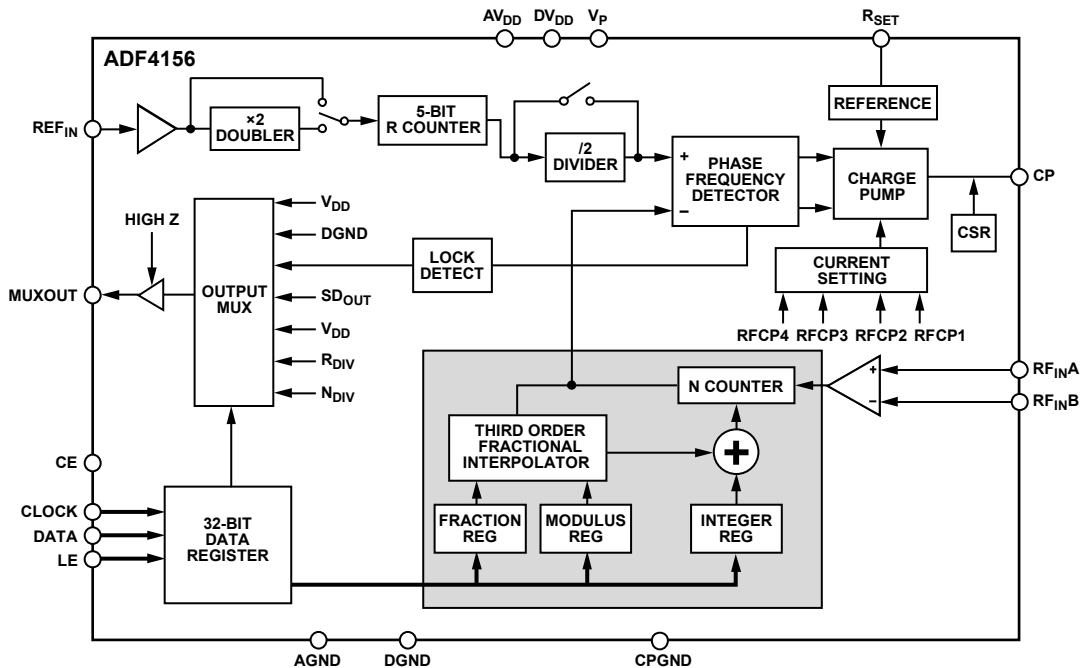 AVDD DVDD VP RSET
ADF4156
REFIN
×2
DOUBLER
5-BIT
R COUNTER
/2
DIVIDER
+
–
PHASE
FREQUENCY
DETECTOR
REFERENCE
CHARGE
PUMP
CP
CSR
CURRENT
SETTING
RFCP4 RFCP3 RFCP2 RFCP1
HIGH Z
MUXOUT
OUTPUT
MUX
VDD
DGND
SDOUT
VDD
RDIV
NDIV
LOCK
DETECT
N COUNTER
+
–
RFINA
RFINB
THIRD ORDER
FRACTIONAL
INTERPOLATOR
+
FRACTION
REG
MODULUS
REG
INTEGER
REG
CE
CLOCK
DATA
LE
32-BIT
DATA
REGISTER
AGND DGND CPGND